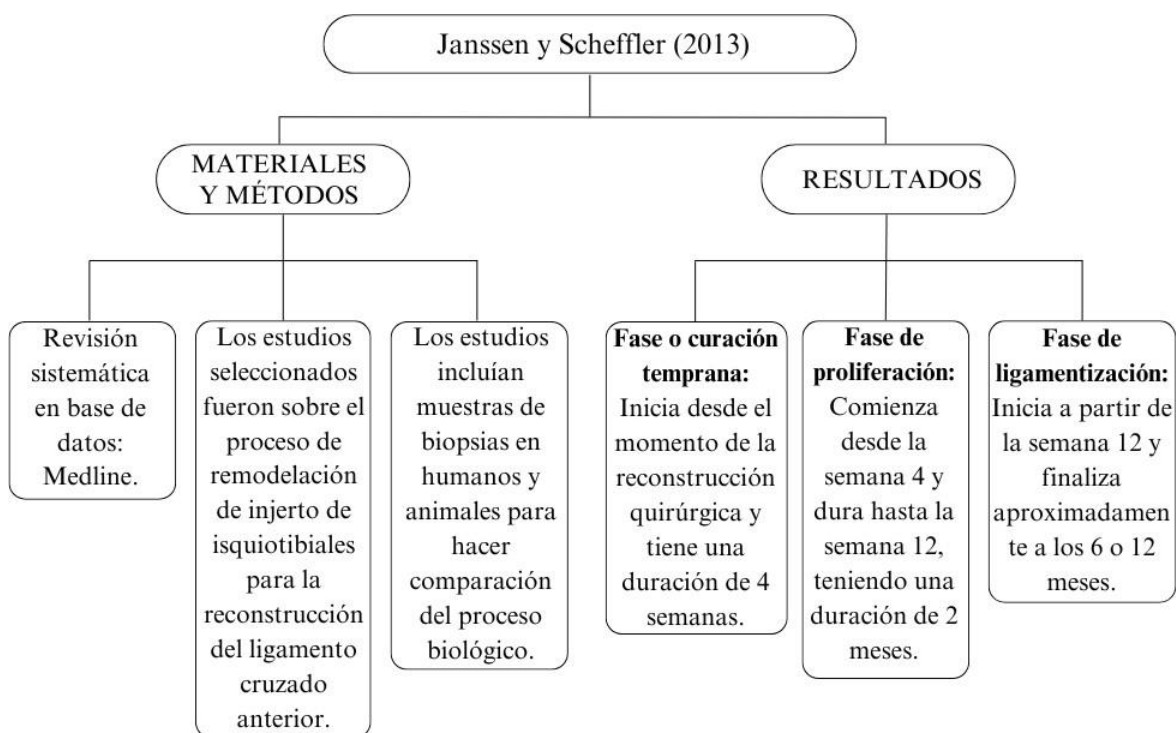 Janssen y Scheffler (2013)
MATERIALES
Y MÉTODOS
RESULTADOS
Revisión
sistemática
en base de
datos:
Medline.
Los estudios
seleccionados
fueron sobre el
proceso de
remodelación
de injerto de
isquiotibiales
para la
reconstrucción
del ligamento
cruzado
anterior.
Los estudios
incluían
muestras de
biopsias en
humanos y
animales para
hacer
comparación
del proceso
biológico.
Fase o curación
temprana:
Inicia desde el
momento de la
reconstrucción
quirúrgica y
tiene una
duración de 4
semanas.
Fase de
proliferación:
Comienza
desde la
semana 4 y
dura hasta la
semana 12,
teniendo una
duración de 2
meses.
Fase de
ligamentización:
Inicia a partir de
la semana 12 y
finaliza
aproximadamen
te a los 6 o 12
meses.